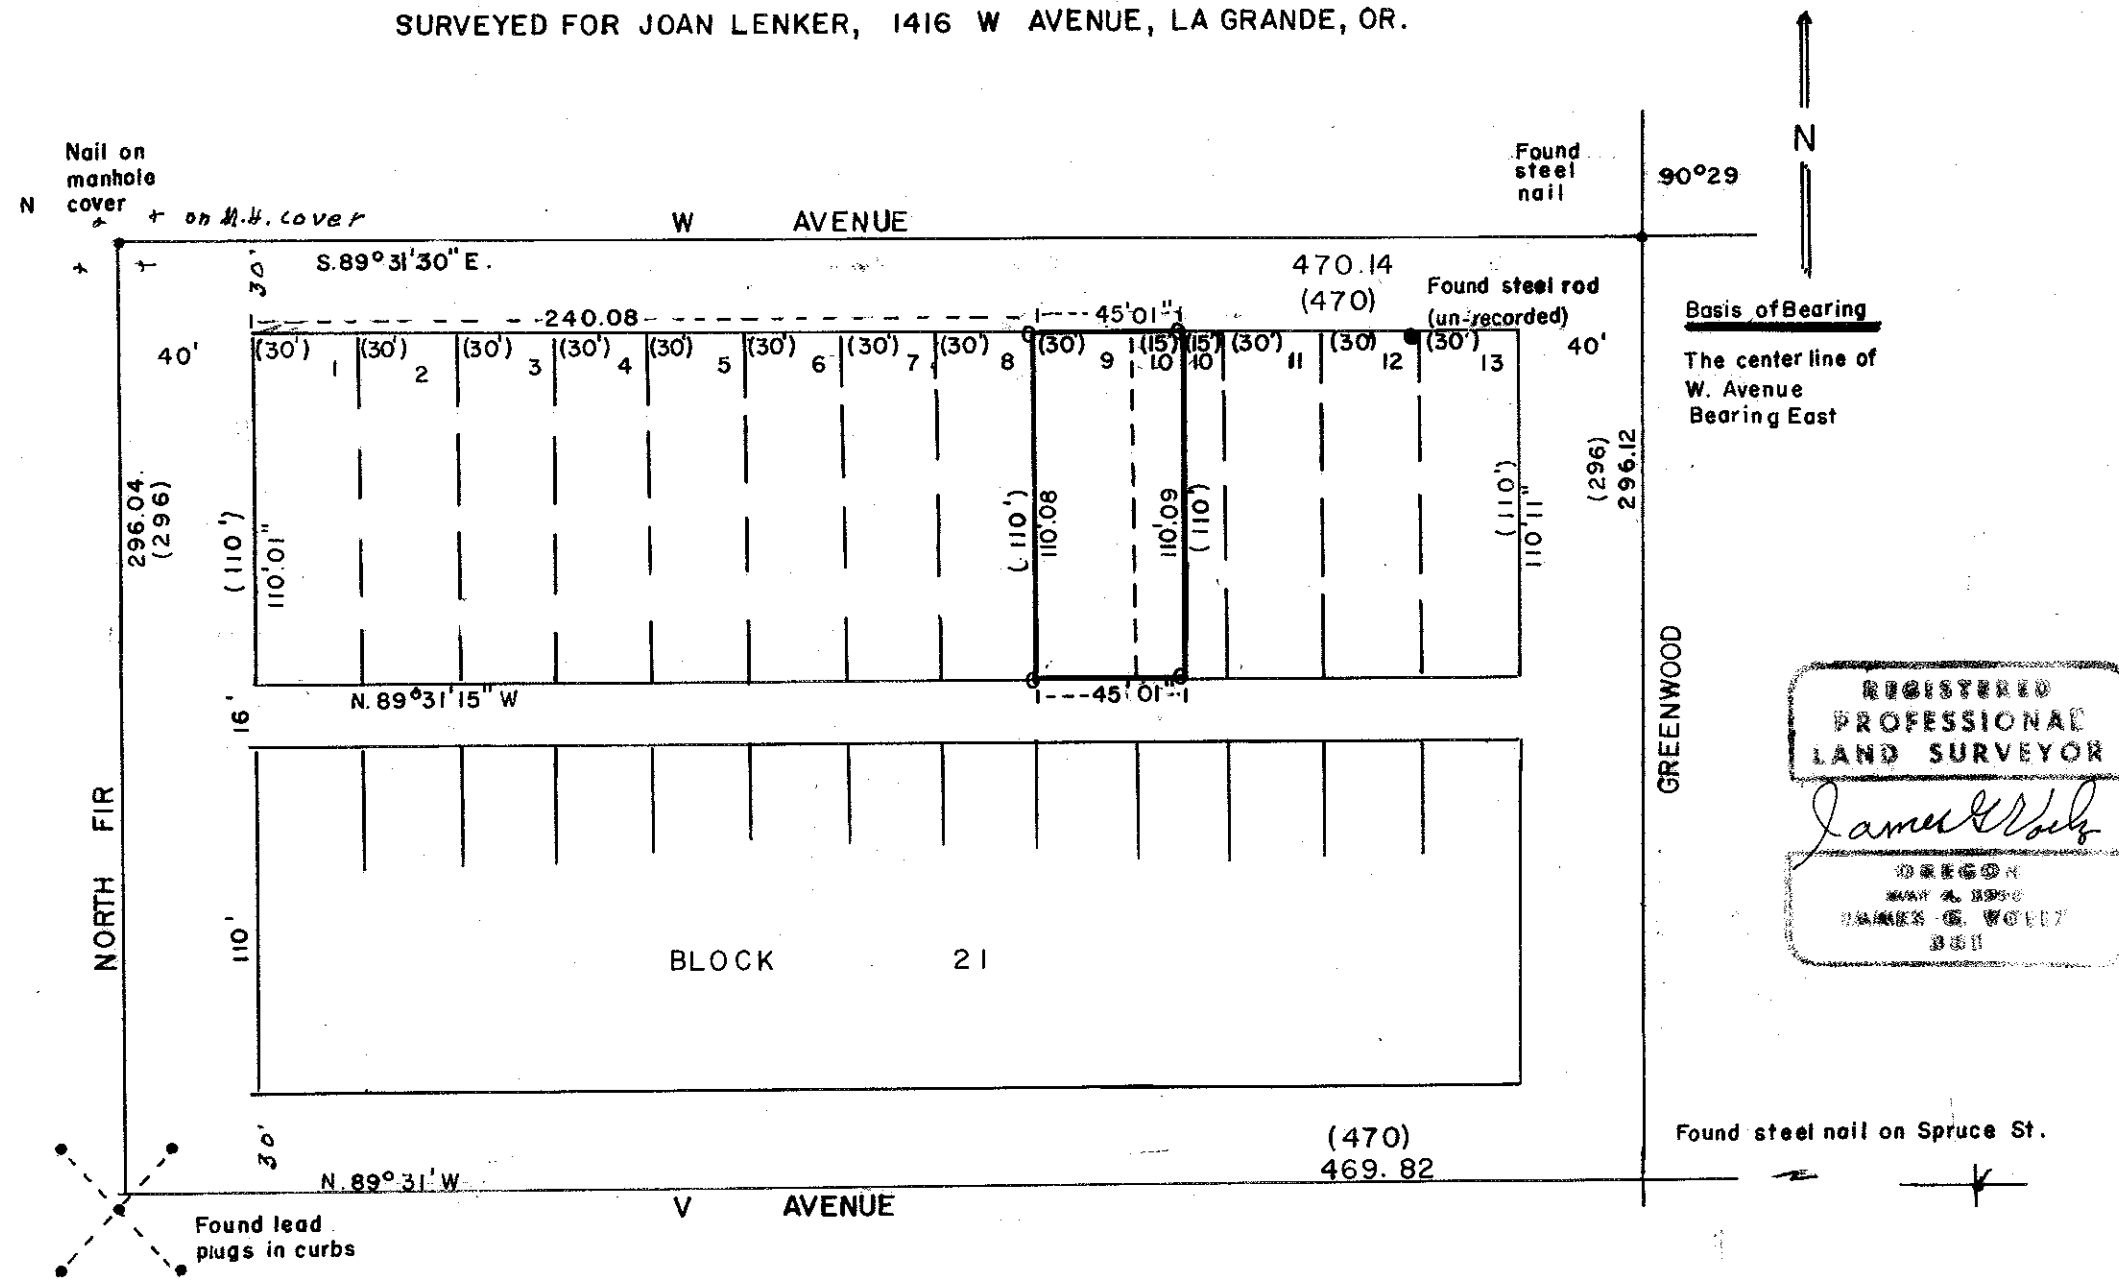 SURVEYED FOR JOAN LENKER, 1416 W AVENUE, LA GRANDE, OR.
N
Nail on
manhole
cover
N
+ on M.H. cover
W AVENUE
Found
steel
nail
90°29
S.89°31'30"E.
30'
470.14
(470)
Found steel rod
(un-recorded)
240.08
45'01"
40'
40'
(30') 1 (30') 2 (30') 3 (30') 4 (30') 5 (30') 6 (30') 7 (30') 8 (30') 9 (15') 10 (15') 10 (30') 11 (30') 12 (30') 13
Basis of Bearing
The center line of
W. Avenue
Bearing East
296.04.
(296)
(110')
110'.01"
(110')
110'.08
110'.09
(110')
(110')
110'.11"
(296)
296.12
N.89°31'15"W
45'01"
16'
NORTH FIR
GREENWOOD
110'
BLOCK 21
REGISTERED
PROFESSIONAL
LAND SURVEYOR
James G Voelz
OREGON
JAMES G.
30'
N.89°31'W
(470)
469.82
V AVENUE
Found steel nail on Spruce St.
Found lead
plugs in curbs